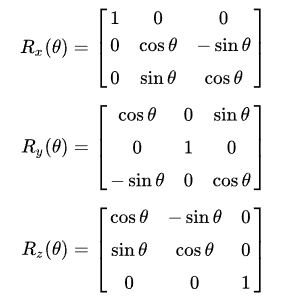 R_x(θ) = [ 1 0 0
0 cos θ − sin θ
0 sin θ cos θ ]
R_y(θ) = [ cos θ 0 sin θ
0 1 0
− sin θ 0 cos θ ]
R_z(θ) = [ cos θ − sin θ 0
sin θ cos θ 0
0 0 1 ]